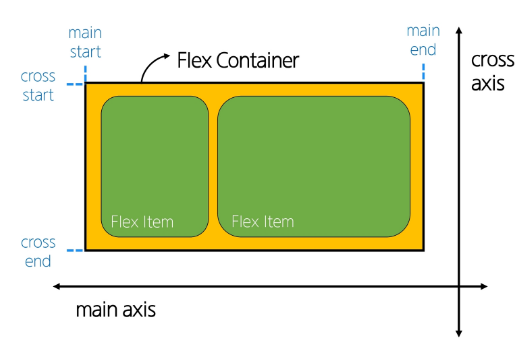 main
start
main
end
Flex Container
cross
axis
cross
start
Flex Item
Flex Item
cross
end
main axis